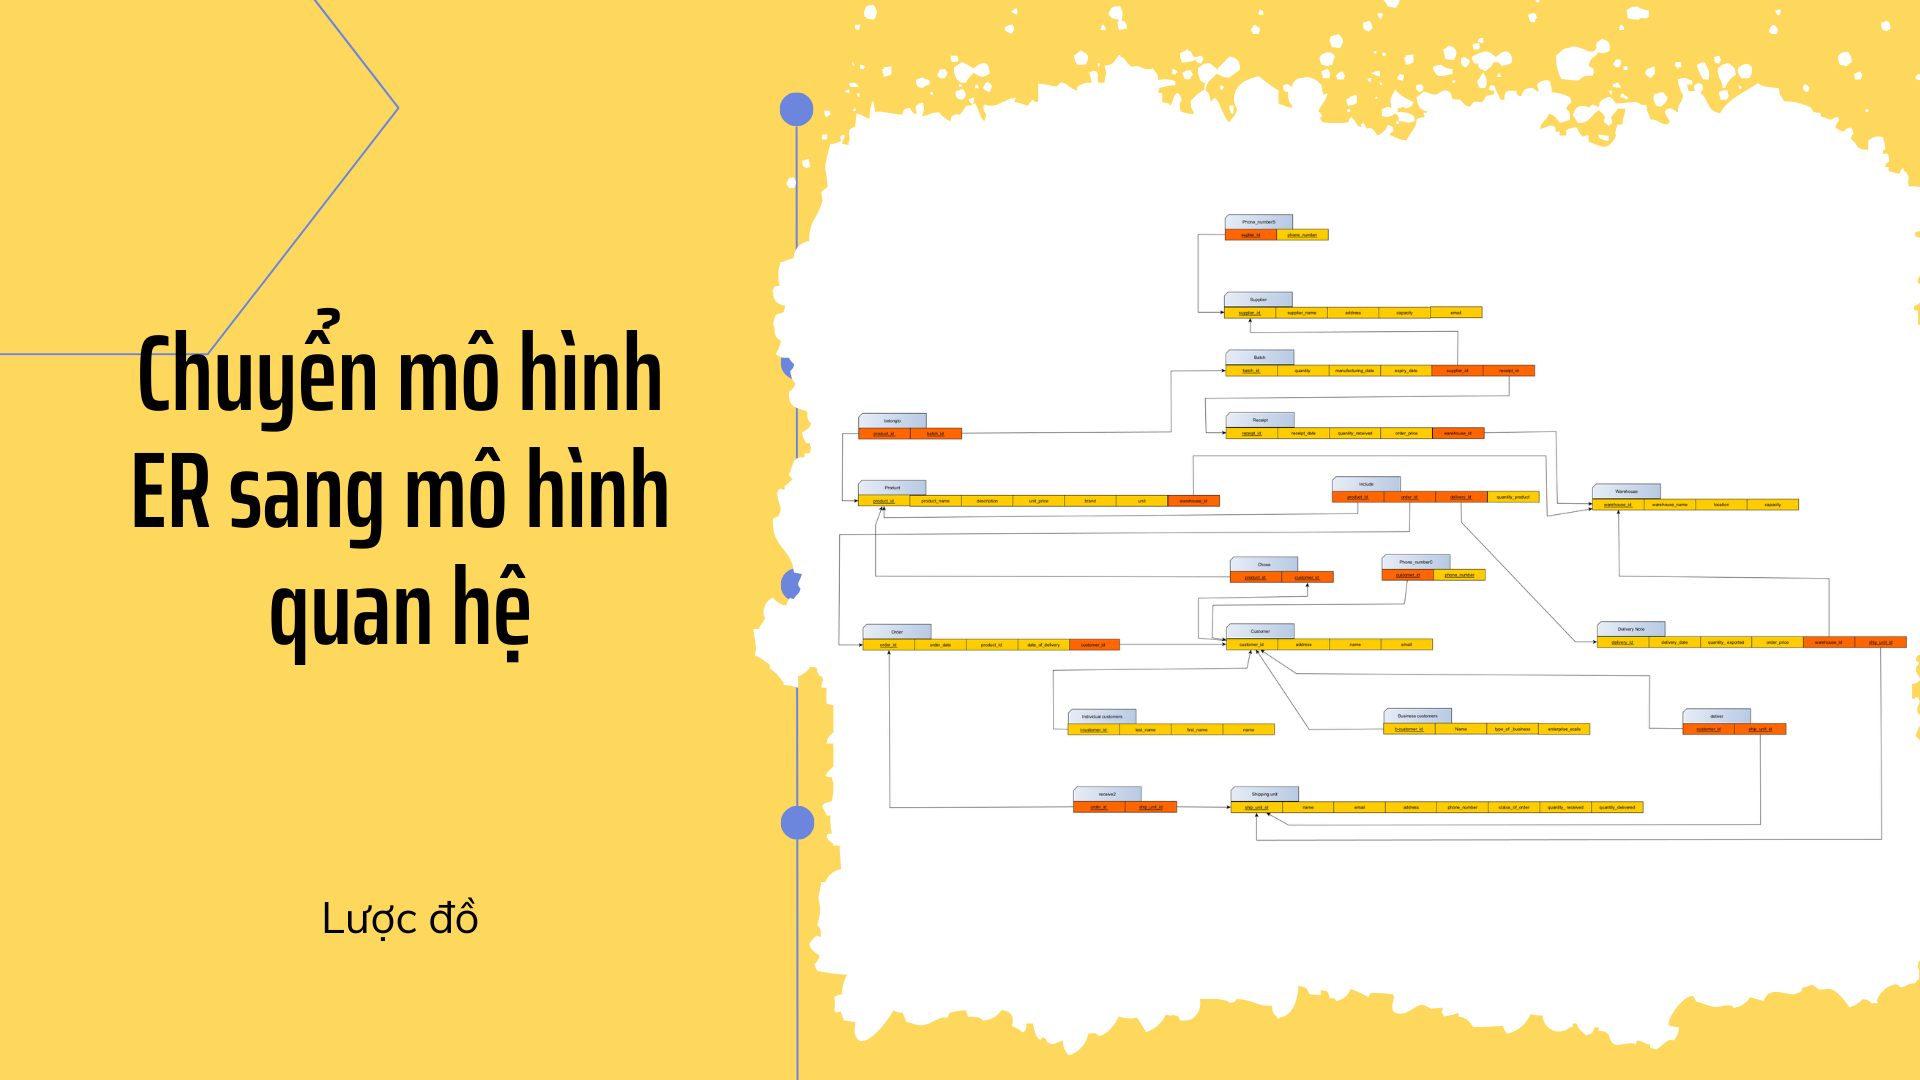 Chuyển mô hình
ER sang mô hình
quan hệ
Lược đồ
Phone_numberS
suplier_id phone_number
Supplier
supplier_id supplier_name address capacity email
Batch
batch_id quantity manufacturing_date expiry_date supplier_id receipt_id
belongto
product_id batch_id
Receipt
receipt_id receipt_date quantity_received order_price warehouse_id
Product
product_id product_name description unit_price brand unit warehouse_id
include
product_id order_id delivery_id quantity_product
Warehouse
warehouse_id warehouse_name location capacity
Chose
product_id customer_id
Phone_numberC
customer_id phone_number
Order
order_id order_date product_id date_of_delivery customer_id
Customer
customer_id address name email
Delivery Note
delivery_id delivery_date quantity_exported order_price warehouse_id ship_unit_id
Individual customers
i-customer_id last_name first_name name
Business customers
b-customer_id Name type_of_business enterprise_scale
deliver
customer_id ship_unit_id
receive2
order_id ship_unit_id
Shipping unit
ship_unit_id name email address phone_number status_of_order quantity_received quantity_delivered